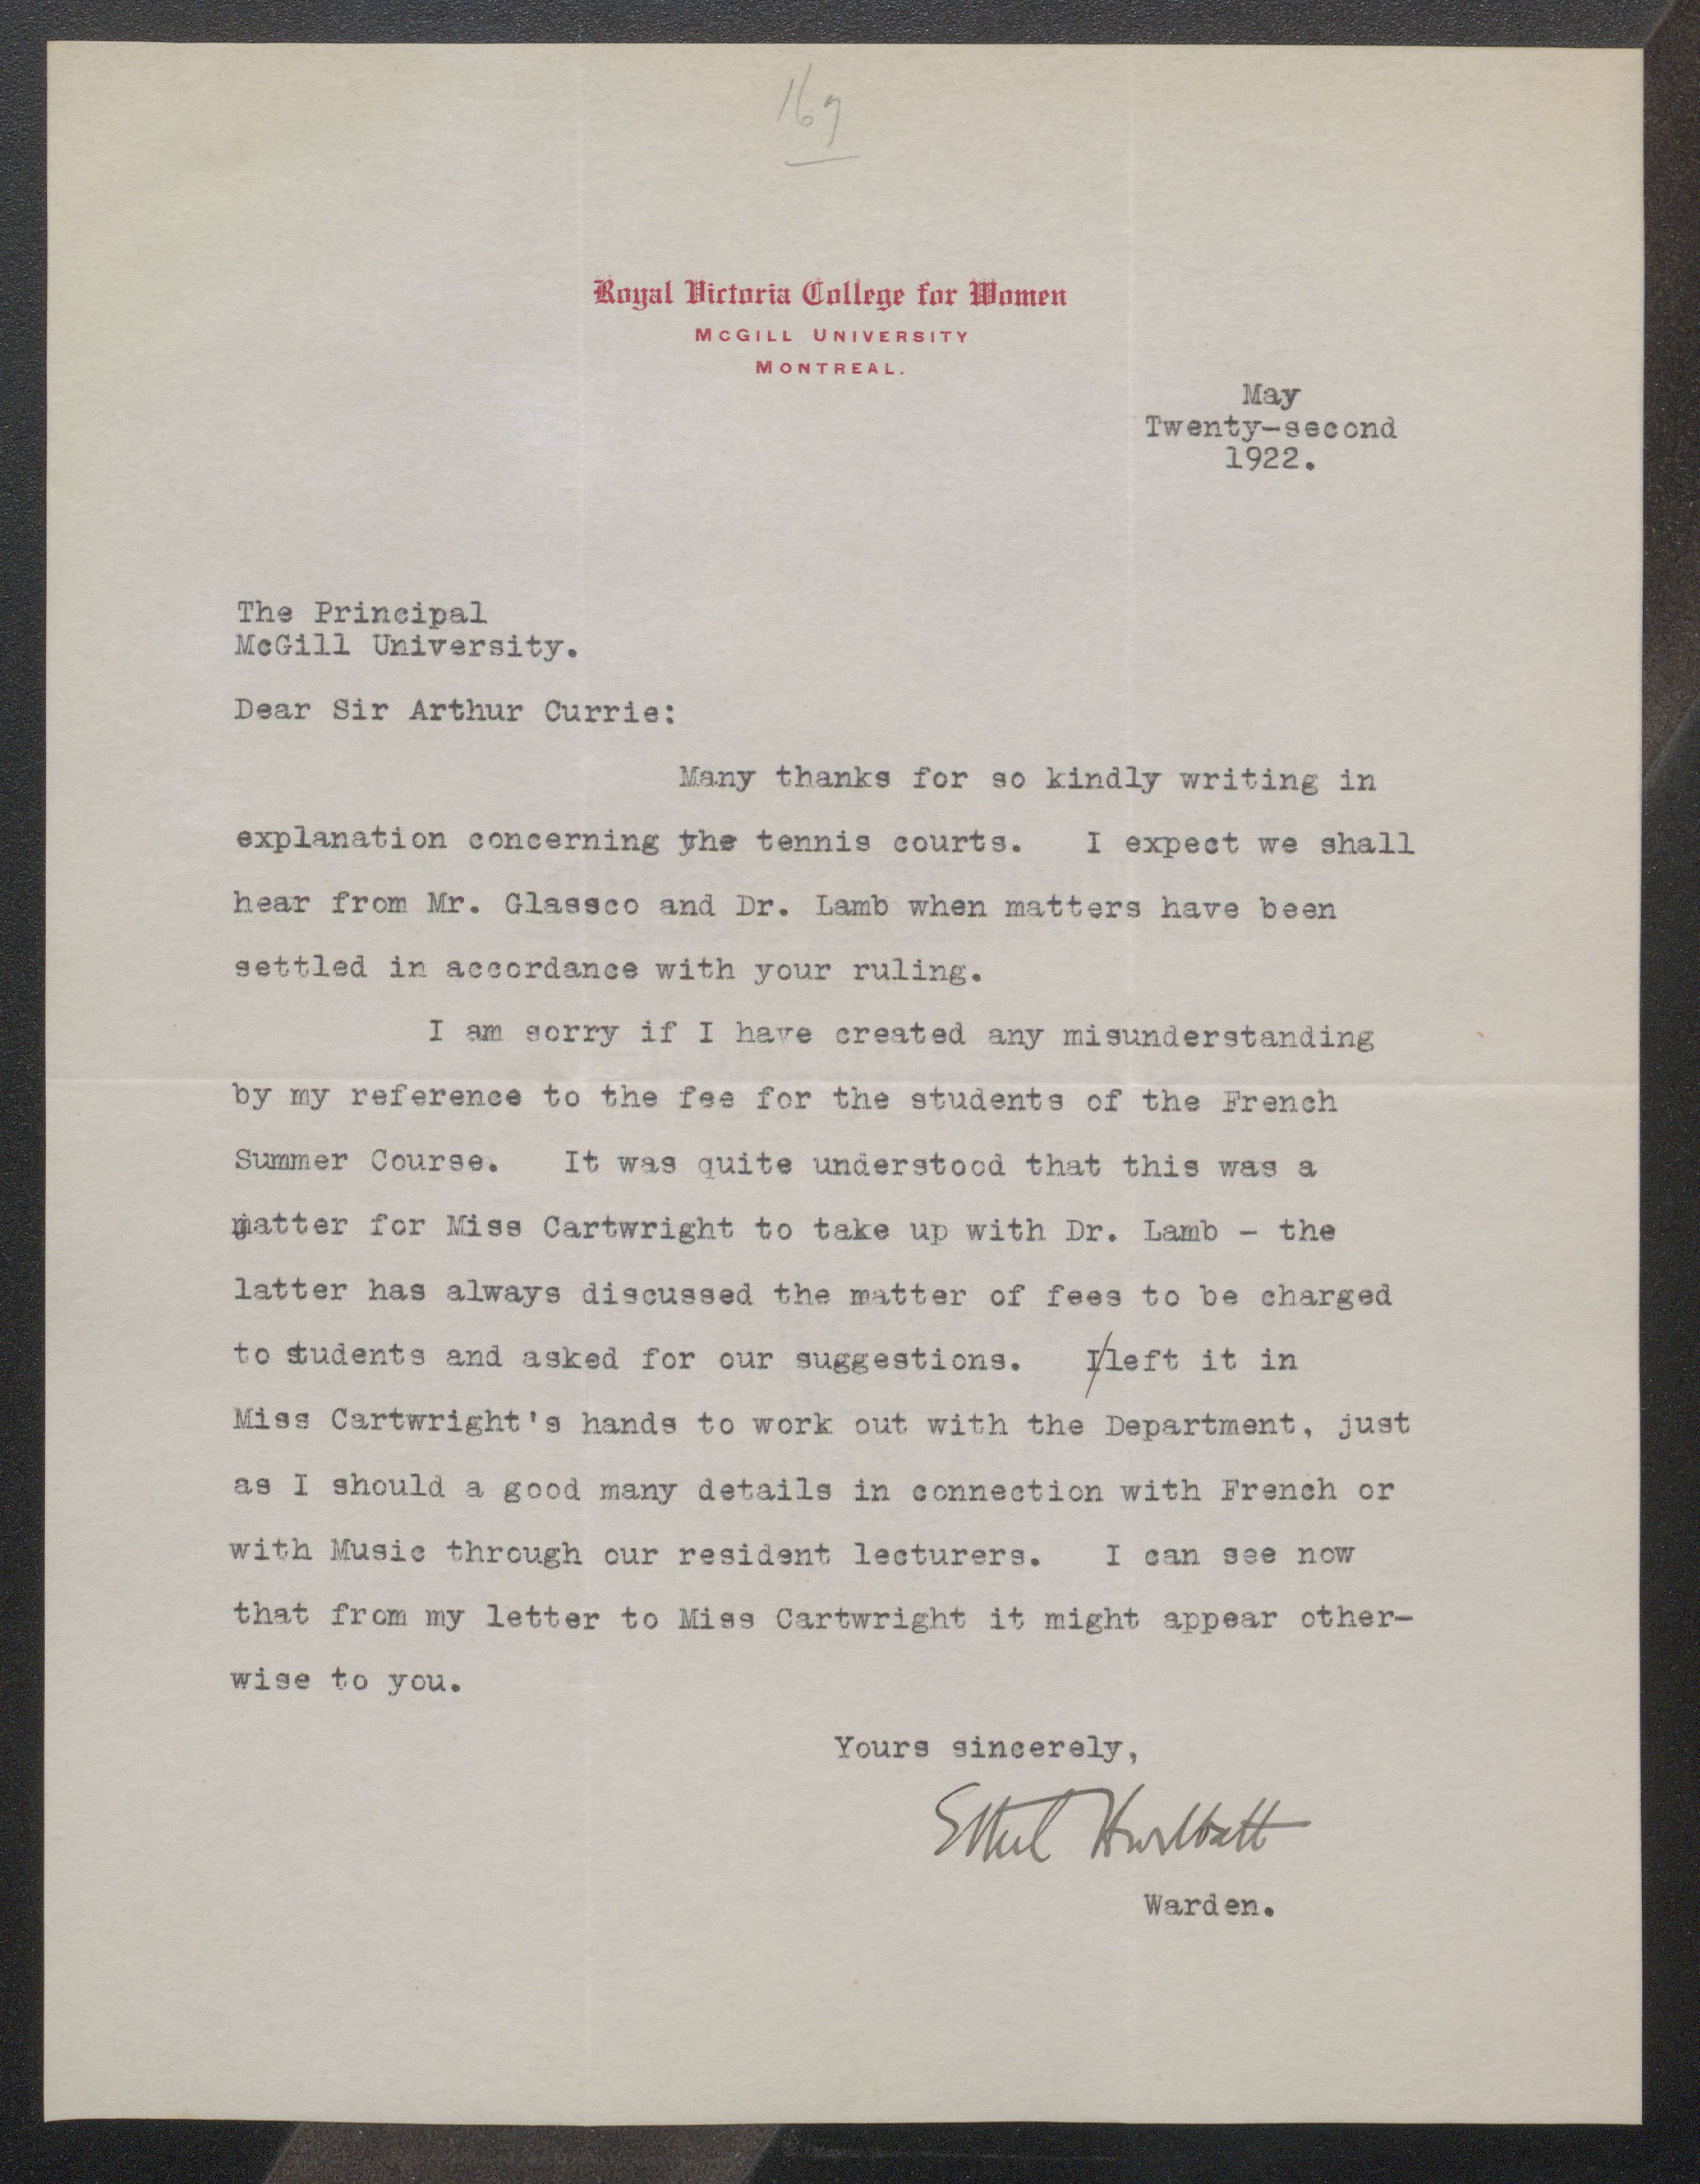 169
Royal Victoria College for Women
McGILL UNIVERSITY
MONTREAL.
May
Twenty-second
1922.
The Principal
McGill University.
Dear Sir Arthur Currie:
Many thanks for so kindly writing in
explanation concerning the tennis courts. I expect we shall
hear from Mr. Glassco and Dr. Lamb when matters have been
settled in accordance with your ruling.
I am sorry if I have created any misunderstanding
by my reference to the fee for the students of the French
Summer Course. It was quite understood that this was a
matter for Miss Cartwright to take up with Dr. Lamb - the
latter has always discussed the matter of fees to be charged
to students and asked for our suggestions. I/left it in
Miss Cartwright's hands to work out with the Department, just
as I should a good many details in connection with French or
with Music through our resident lecturers. I can see now
that from my letter to Miss Cartwright it might appear other-
wise to you.
Yours sincerely,
Ethel Hurlbatt
Warden.